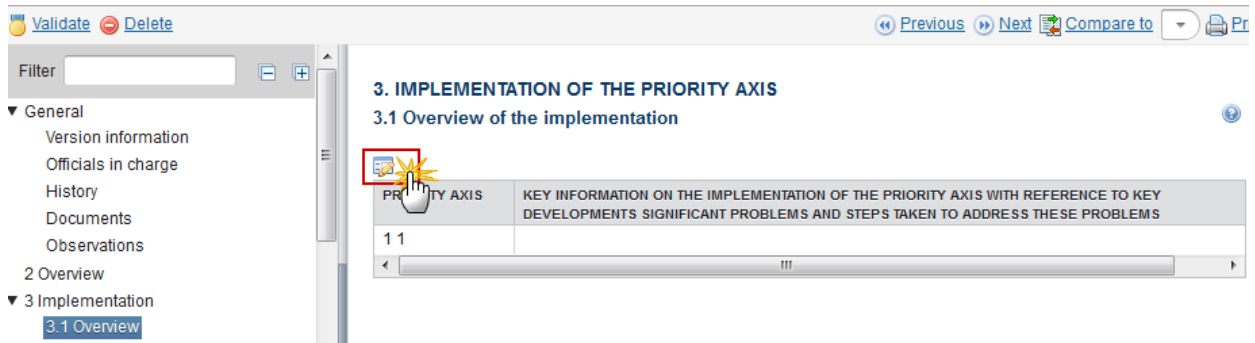 Validate Delete Previous Next Compare to
Filter
3. IMPLEMENTATION OF THE PRIORITY AXIS
3.1 Overview of the implementation
General
Version information
Officials in charge
History
Documents
Observations
2 Overview
3 Implementation
3.1 Overview
PRIORITY AXIS
KEY INFORMATION ON THE IMPLEMENTATION OF THE PRIORITY AXIS WITH REFERENCE TO KEY
DEVELOPMENTS SIGNIFICANT PROBLEMS AND STEPS TAKEN TO ADDRESS THESE PROBLEMS
1 1